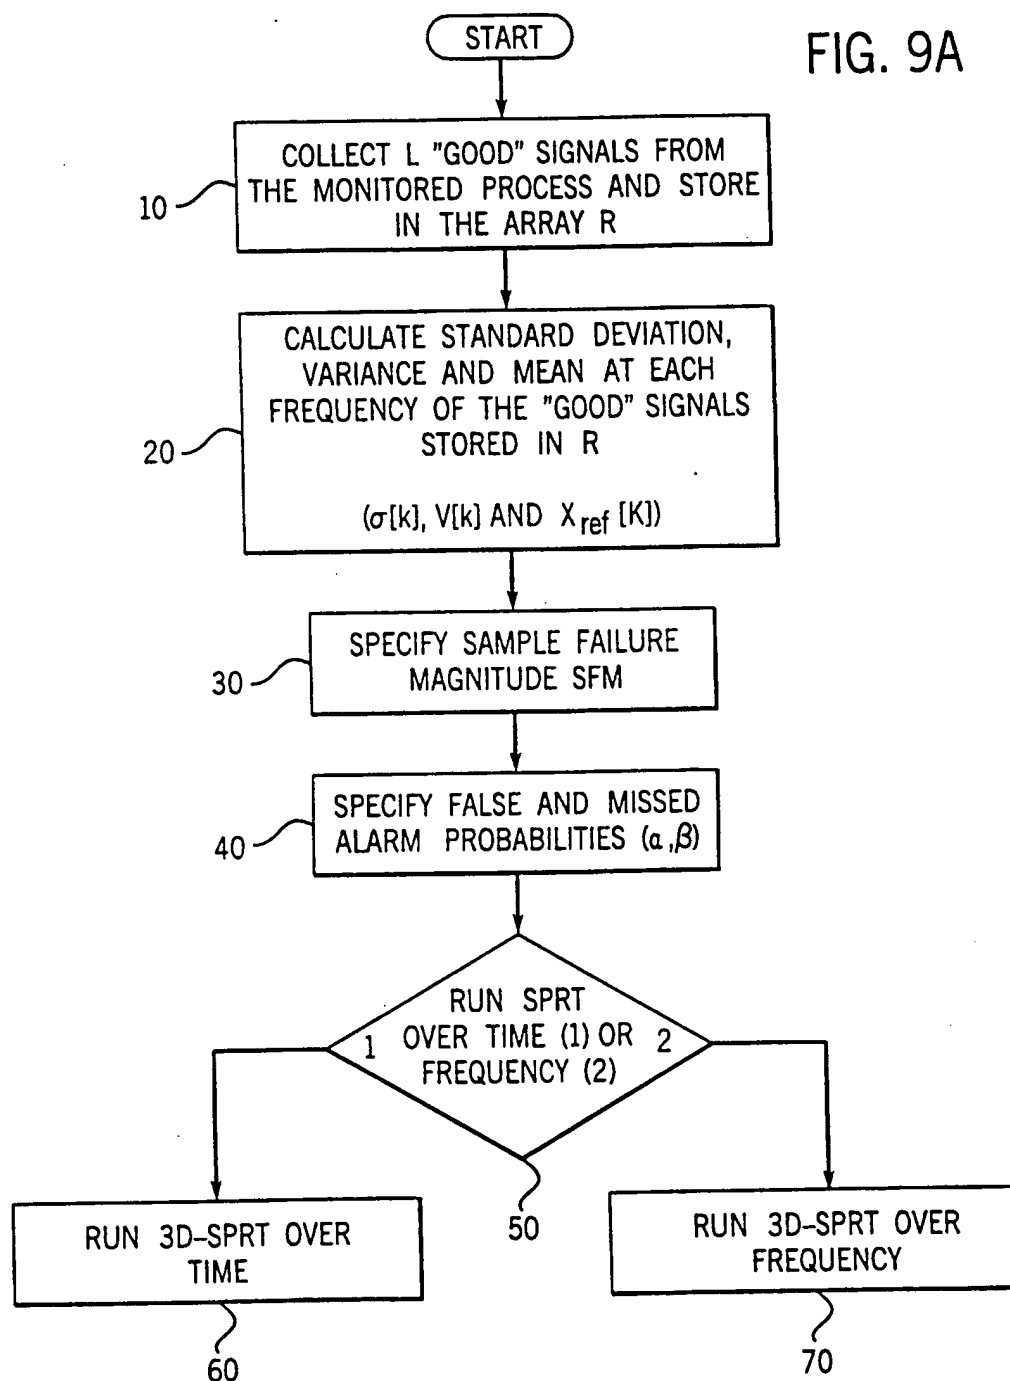 START
FIG. 9A
COLLECT L "GOOD" SIGNALS FROM
THE MONITORED PROCESS AND STORE
IN THE ARRAY R
10
CALCULATE STANDARD DEVIATION,
VARIANCE AND MEAN AT EACH
FREQUENCY OF THE "GOOD" SIGNALS
STORED IN R
(σ[k], V[k] AND X_ref [K])
20
SPECIFY SAMPLE FAILURE
MAGNITUDE SFM
30
SPECIFY FALSE AND MISSED
ALARM PROBABILITIES (α,β)
40
RUN SPRT
OVER TIME (1) OR
FREQUENCY (2)
1
2
50
RUN 3D-SPRT OVER
TIME
60
RUN 3D-SPRT OVER
FREQUENCY
70